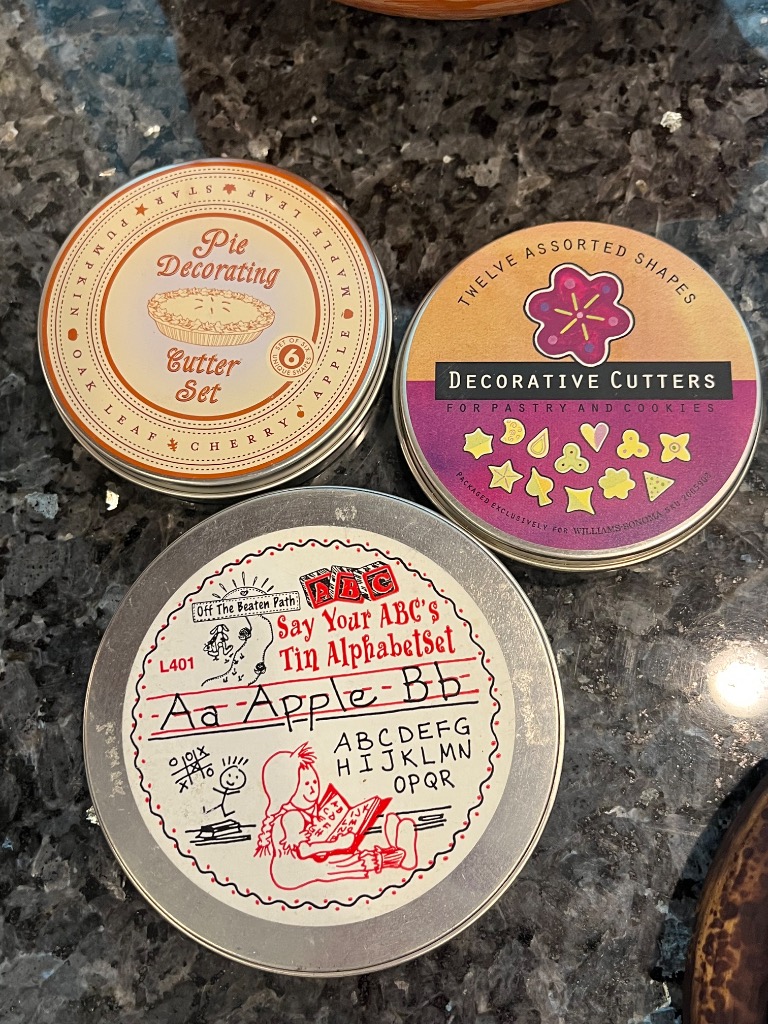 Pie
Decorating
Cutter
Set
SET OF SIX
6
UNIQUE SHAPES
STAR
MAPLE LEAF
APPLE
CHERRY
OAK LEAF
PUMPKIN
TWELVE ASSORTED SHAPES
DECORATIVE CUTTERS
FOR PASTRY AND COOKIES
PACKAGED EXCLUSIVELY FOR WILLIAMS-SONOMA
Off The Beaten Path
ABC
Say Your ABC's
Tin AlphabetSet
L401
Aa Apple Bb
ABCDEFG
HIJKLMN
OPQR